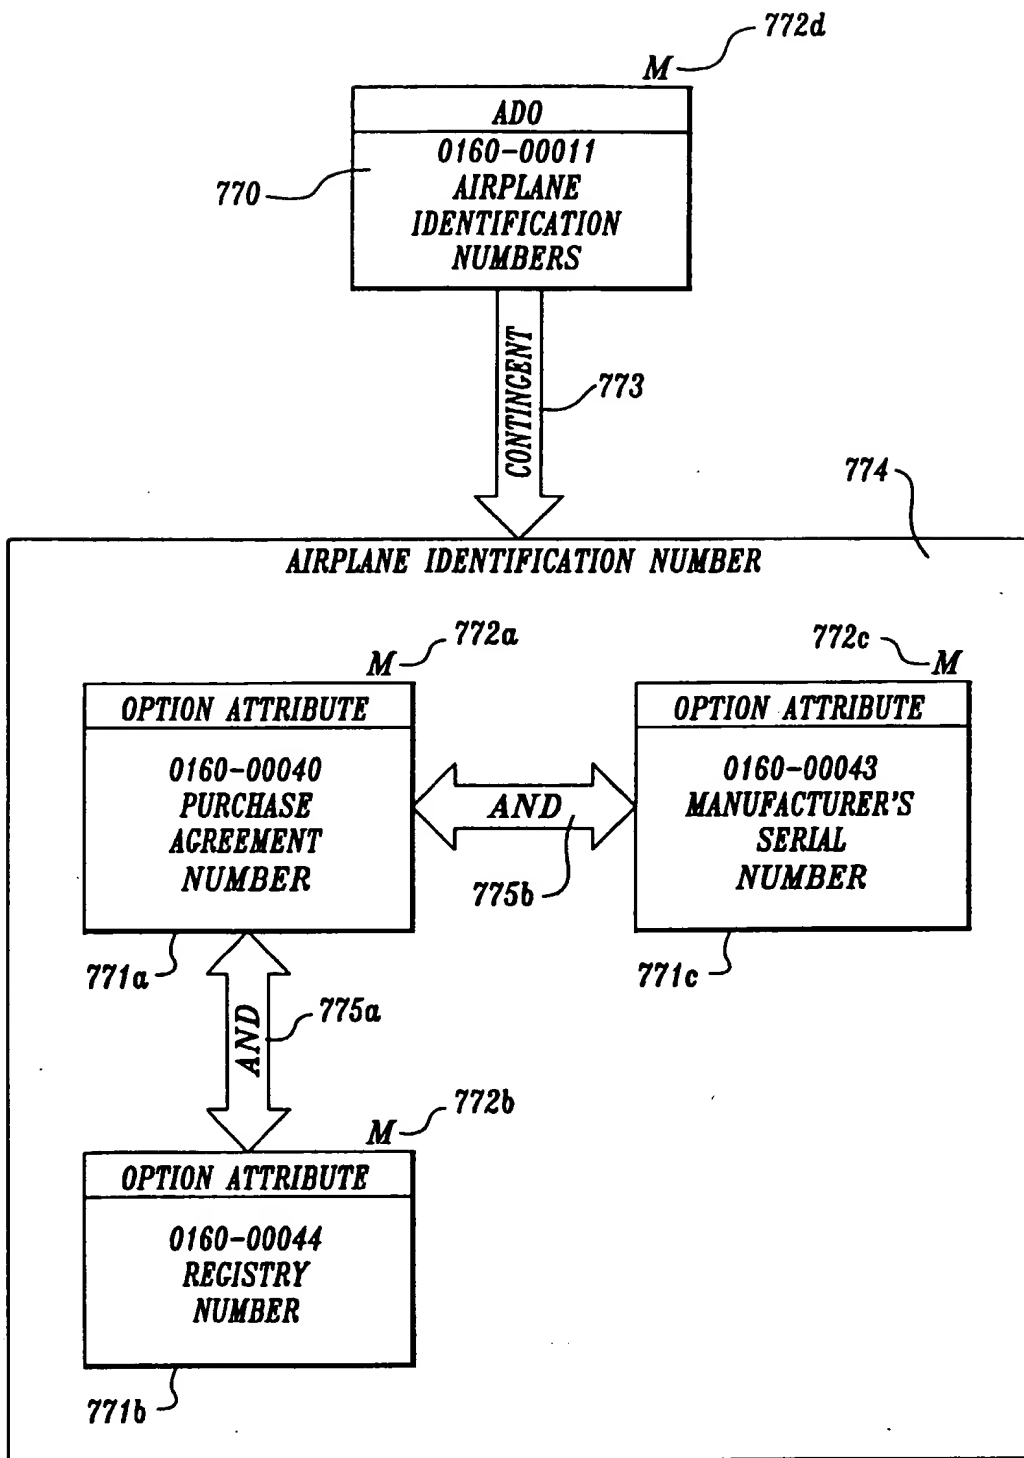 772d
M
ADO
0160-00011
AIRPLANE
IDENTIFICATION
NUMBERS
770
CONTINGENT
773
774
AIRPLANE IDENTIFICATION NUMBER
772a
M
OPTION ATTRIBUTE
0160-00040
PURCHASE
AGREEMENT
NUMBER
771a
AND
775b
772c
M
OPTION ATTRIBUTE
0160-00043
MANUFACTURER'S
SERIAL
NUMBER
771c
AND
775a
772b
M
OPTION ATTRIBUTE
0160-00044
REGISTRY
NUMBER
771b